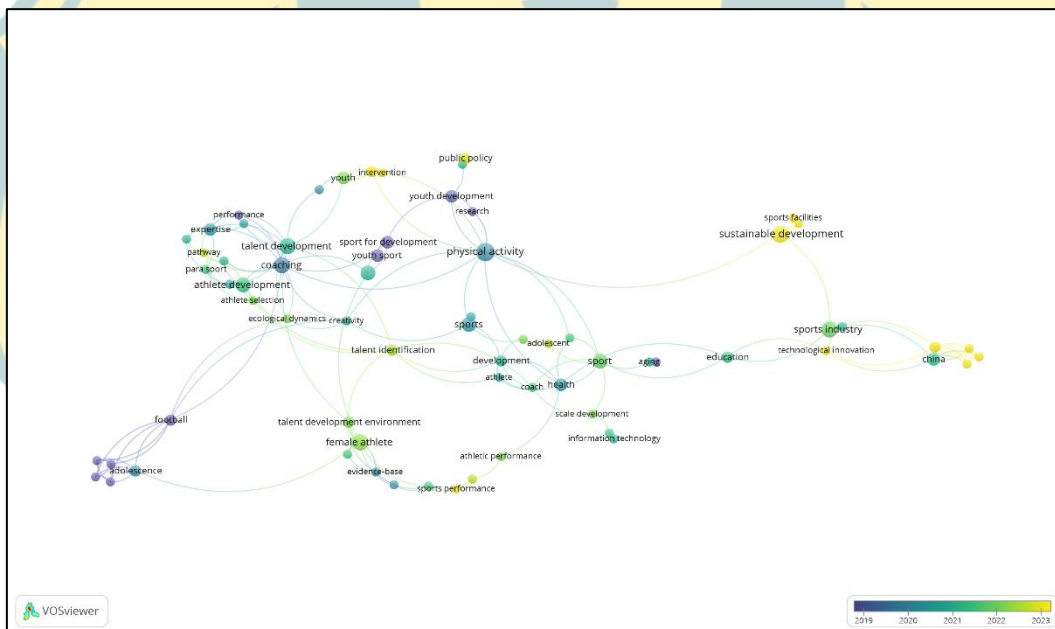 public policy
youth
intervention
youth development
research
performance
expertise
sport for development
youth sport
talent development
physical activity
pathway
coaching
para sport
athlete development
athlete selection
ecological dynamics
creativity
sports
sports facilities
sustainable development
sports industry
technological innovation
china
talent identification
adolescent
development
sport
aging
education
athlete
coach
health
scale development
information technology
football
talent development environment
female athlete
athletic performance
adolescence
evidence-base
sports performance
VOSviewer
2019 2020 2021 2022 2023